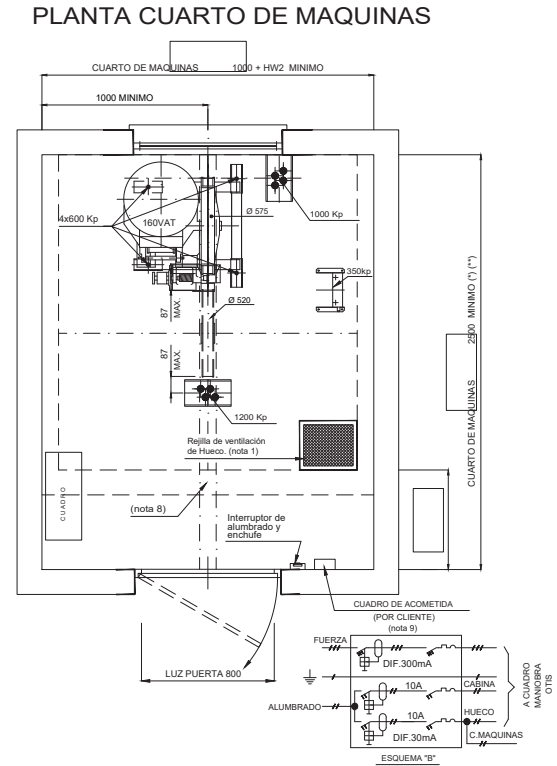 PLANTA CUARTO DE MAQUINAS
CUARTO DE MAQUINAS 1000 + HW2 MINIMO
1000 MINIMO
4x600 Kp
160VAT
Ø 575
1000 Kp
350kp
Ø 520
87
MAX.
87
MAX.
1200 Kp
CUARTO DE MAQUINAS 2500 MINIMO (*) (**)
Rejilla de ventilación
de Hueco. (nota 1)
CUADRO
(nota 8)
Interruptor de
alumbrado y
enchufe
CUADRO DE ACOMETIDA
(POR CLIENTE)
(nota 9)
LUZ PUERTA 800
FUERZA
DIF.300mA
10A
CABINA
ALUMBRADO
10A
HUECO
DIF.30mA
C.MAQUINAS
A CUADRO
MANIOBRA
OTIS
ESQUEMA "B"